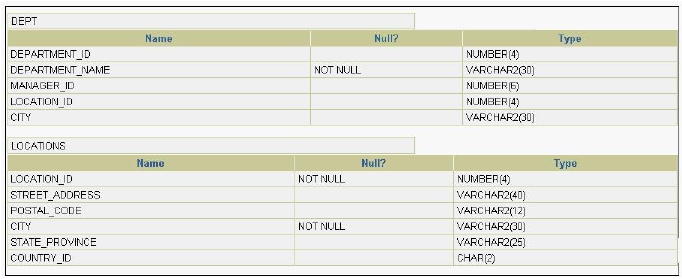 DEPT
Name Null? Type
DEPARTMENT_ID NUMBER(4)
DEPARTMENT_NAME NOT NULL VARCHAR2(30)
MANAGER_ID NUMBER(6)
LOCATION_ID NUMBER(4)
CITY VARCHAR2(30)
LOCATIONS
Name Null? Type
LOCATION_ID NOT NULL NUMBER(4)
STREET_ADDRESS VARCHAR2(40)
POSTAL_CODE VARCHAR2(12)
CITY NOT NULL VARCHAR2(30)
STATE_PROVINCE VARCHAR2(25)
COUNTRY_ID CHAR(2)